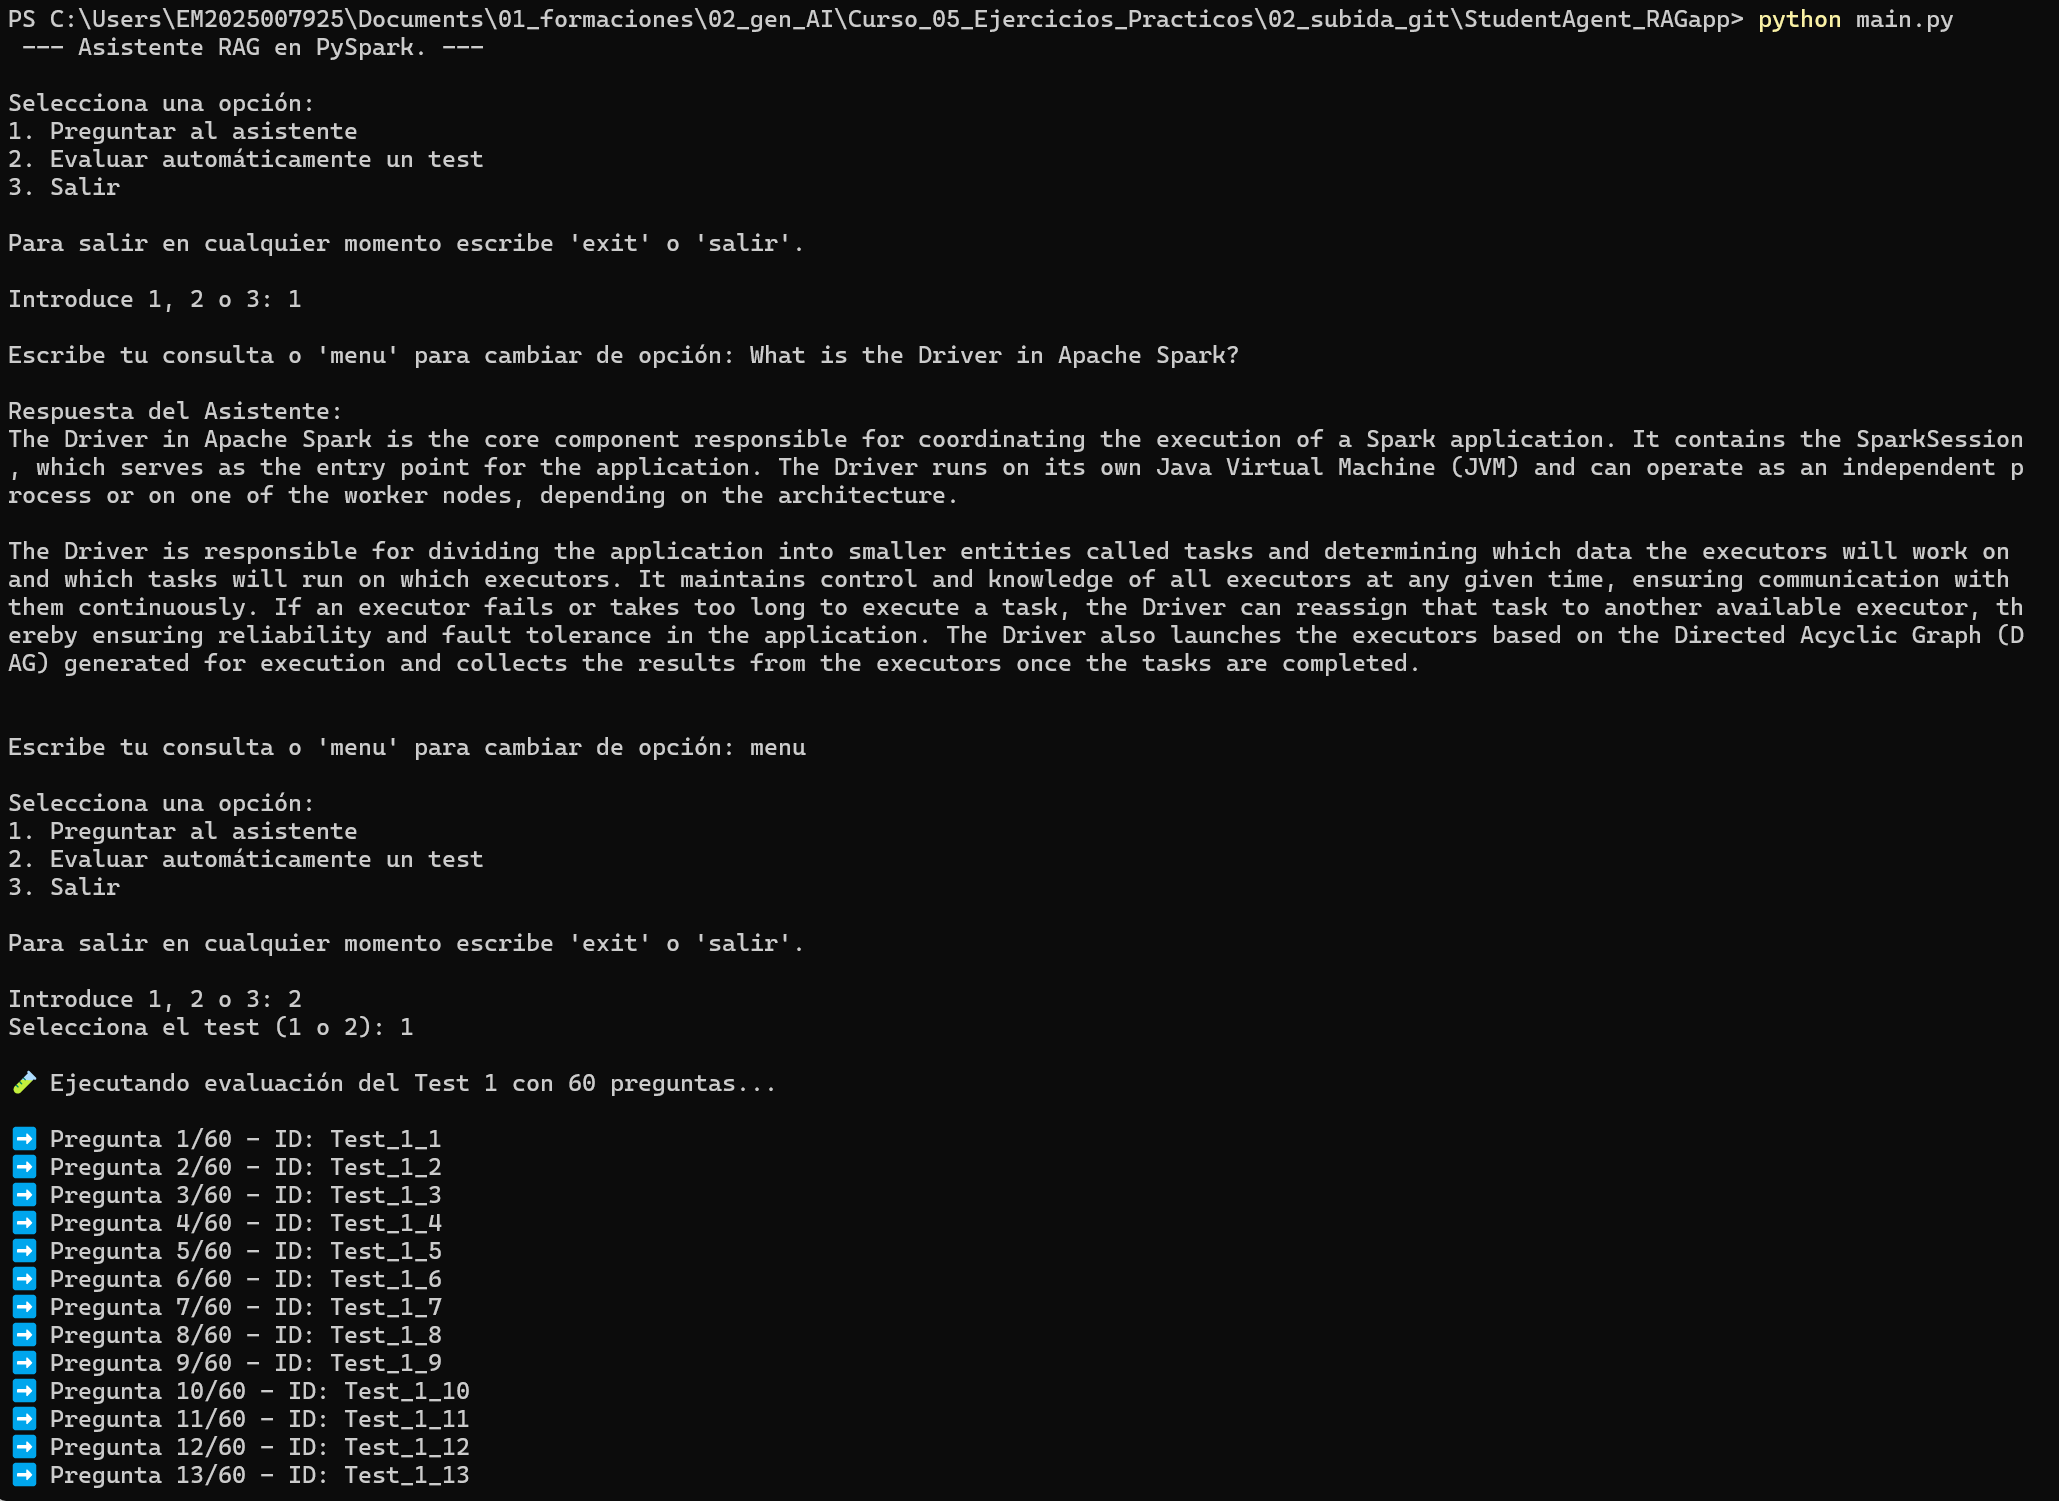 PS C:\Users\EM2025007925\Documents\01_formaciones\02_gen_AI\Curso_05_Ejercicios_Practicos\02_subida_git\StudentAgent_RAGapp> python main.py
--- Asistente RAG en PySpark. ---
Selecciona una opción:
1. Preguntar al asistente
2. Evaluar automáticamente un test
3. Salir
Para salir en cualquier momento escribe 'exit' o 'salir'.
Introduce 1, 2 o 3: 1
Escribe tu consulta o 'menu' para cambiar de opción: What is the Driver in Apache Spark?
Respuesta del Asistente:
The Driver in Apache Spark is the core component responsible for coordinating the execution of a Spark application. It contains the SparkSession
, which serves as the entry point for the application. The Driver runs on its own Java Virtual Machine (JVM) and can operate as an independent p
rocess or on one of the worker nodes, depending on the architecture.
The Driver is responsible for dividing the application into smaller entities called tasks and determining which data the executors will work on
and which tasks will run on which executors. It maintains control and knowledge of all executors at any given time, ensuring communication with
them continuously. If an executor fails or takes too long to execute a task, the Driver can reassign that task to another available executor, th
ereby ensuring reliability and fault tolerance in the application. The Driver also launches the executors based on the Directed Acyclic Graph (D
AG) generated for execution and collects the results from the executors once the tasks are completed.
Escribe tu consulta o 'menu' para cambiar de opción: menu
Selecciona una opción:
1. Preguntar al asistente
2. Evaluar automáticamente un test
3. Salir
Para salir en cualquier momento escribe 'exit' o 'salir'.
Introduce 1, 2 o 3: 2
Selecciona el test (1 o 2): 1
🧪 Ejecutando evaluación del Test 1 con 60 preguntas...
➡️ Pregunta 1/60 - ID: Test_1_1
➡️ Pregunta 2/60 - ID: Test_1_2
➡️ Pregunta 3/60 - ID: Test_1_3
➡️ Pregunta 4/60 - ID: Test_1_4
➡️ Pregunta 5/60 - ID: Test_1_5
➡️ Pregunta 6/60 - ID: Test_1_6
➡️ Pregunta 7/60 - ID: Test_1_7
➡️ Pregunta 8/60 - ID: Test_1_8
➡️ Pregunta 9/60 - ID: Test_1_9
➡️ Pregunta 10/60 - ID: Test_1_10
➡️ Pregunta 11/60 - ID: Test_1_11
➡️ Pregunta 12/60 - ID: Test_1_12
➡️ Pregunta 13/60 - ID: Test_1_13